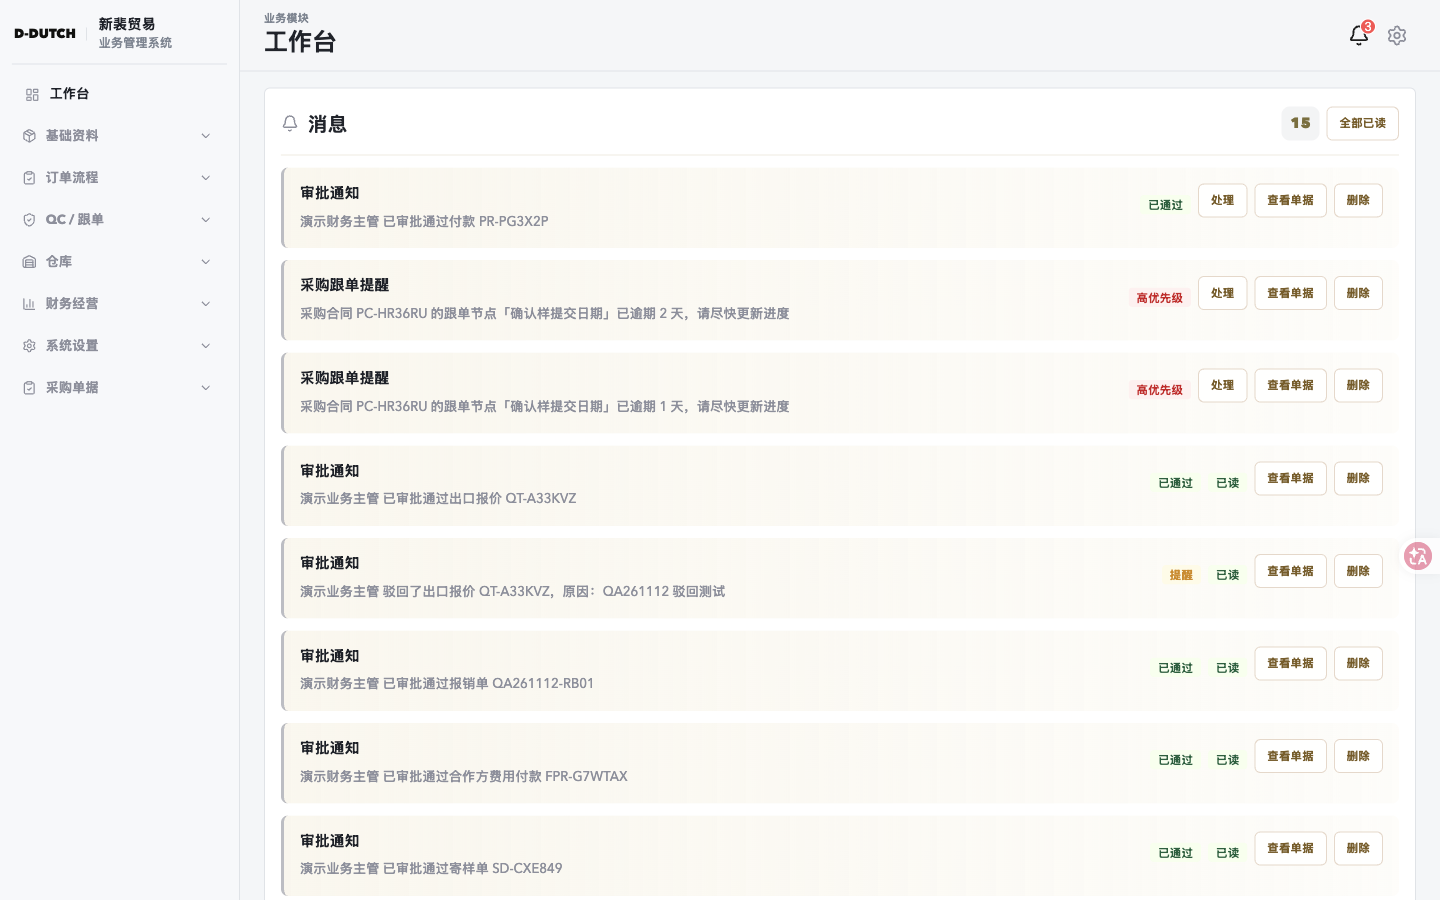 D-DUTCH
新裴贸易
业务管理系统
工作台
基础资料
订单流程
QC / 跟单
仓库
财务经营
系统设置
采购单据
业务模块
工作台
3
消息
15
全部已读
审批通知
演示财务主管 已审批通过付款 PR-PG3X2P
已通过
处理
查看单据
删除
采购跟单提醒
采购合同 PC-HR36RU 的跟单节点「确认样提交日期」已逾期 2 天，请尽快更新进度
高优先级
处理
查看单据
删除
采购跟单提醒
采购合同 PC-HR36RU 的跟单节点「确认样提交日期」已逾期 1 天，请尽快更新进度
高优先级
处理
查看单据
删除
审批通知
演示业务主管 已审批通过出口报价 QT-A33KVZ
已通过
已读
查看单据
删除
审批通知
演示业务主管 驳回了出口报价 QT-A33KVZ，原因：QA261112 驳回测试
提醒
已读
查看单据
删除
审批通知
演示财务主管 已审批通过报销单 QA261112-RB01
已通过
已读
查看单据
删除
审批通知
演示财务主管 已审批通过合作方费用付款 FPR-G7WTAX
已通过
已读
查看单据
删除
审批通知
演示业务主管 已审批通过寄样单 SD-CXE849
已通过
已读
查看单据
删除